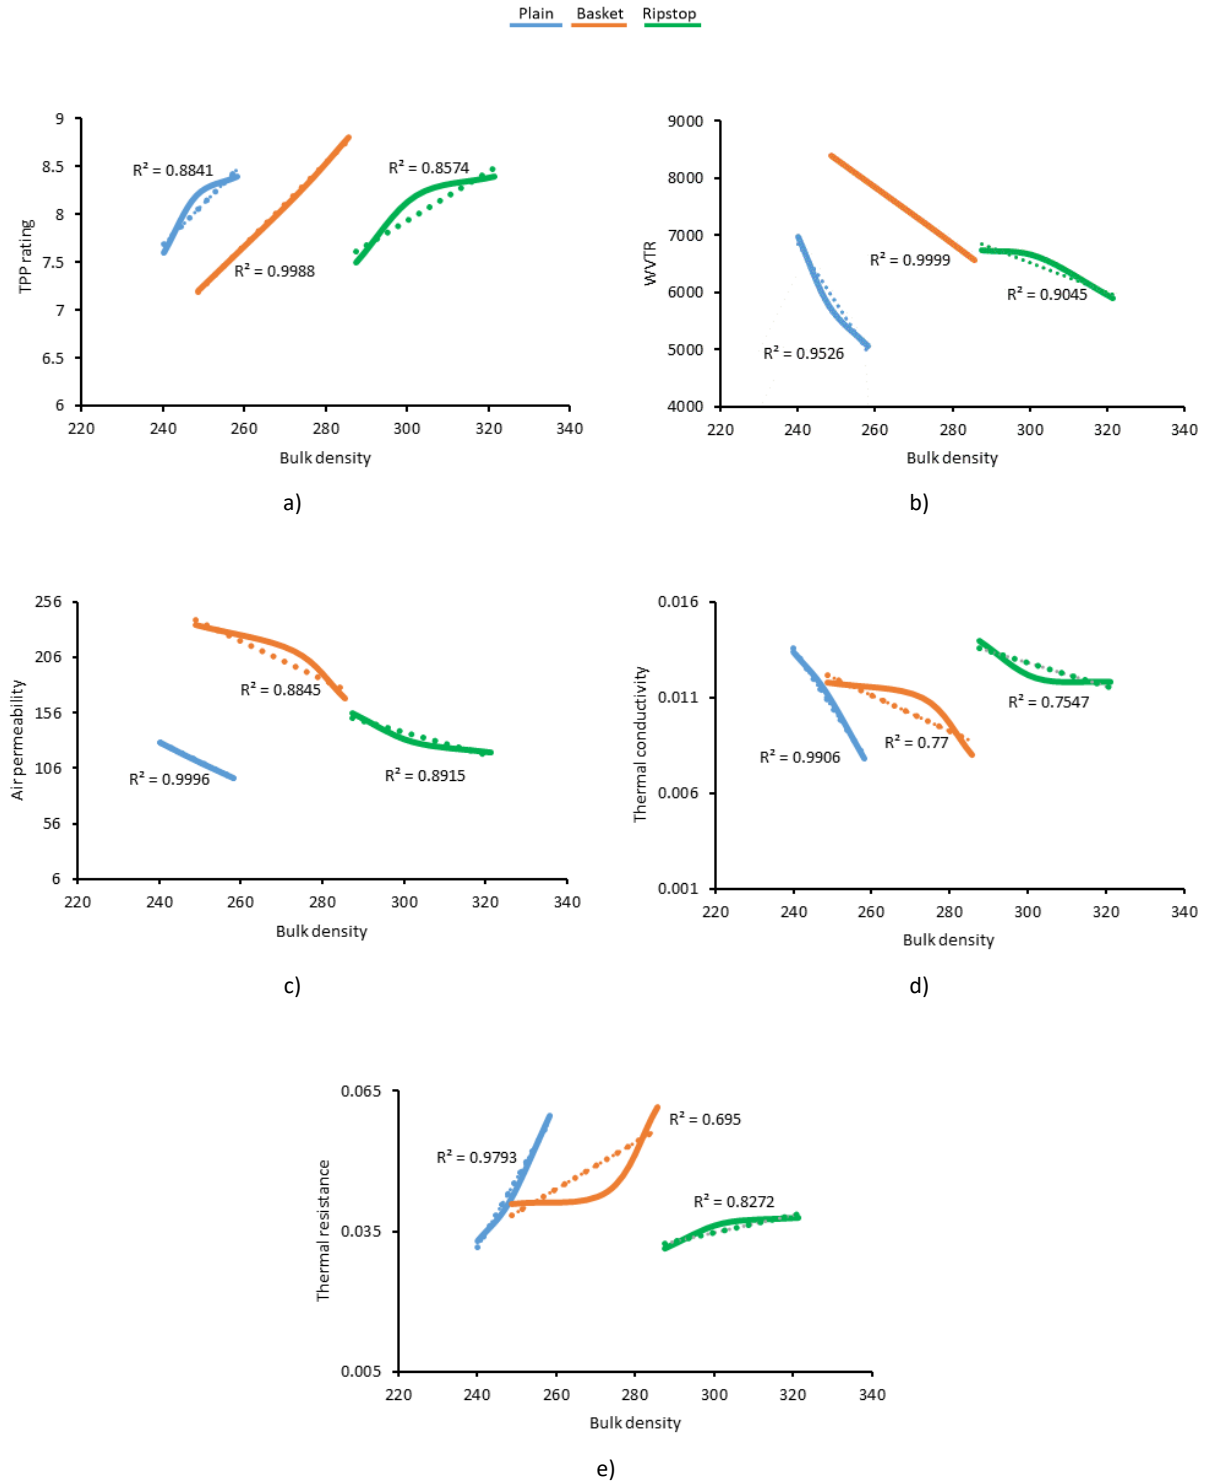 Plain Basket Ripstop
9
8.5
8
7.5
7
6.5
6
TPP rating
R² = 0.8841
R² = 0.9988
R² = 0.8574
220 240 260 280 300 320 340
Bulk density
a)
9000
8000
7000
6000
5000
4000
WVTR
R² = 0.9999
R² = 0.9045
R² = 0.9526
220 240 260 280 300 320 340
Bulk density
b)
256
206
156
106
56
6
Air permeability
R² = 0.8845
R² = 0.9996
R² = 0.8915
220 240 260 280 300 320 340
Bulk density
c)
0.016
0.011
0.006
0.001
Thermal conductivity
R² = 0.7547
R² = 0.77
R² = 0.9906
220 240 260 280 300 320 340
Bulk density
d)
0.065
0.035
0.005
Thermal resistance
R² = 0.695
R² = 0.9793
R² = 0.8272
220 240 260 280 300 320 340
Bulk density
e)